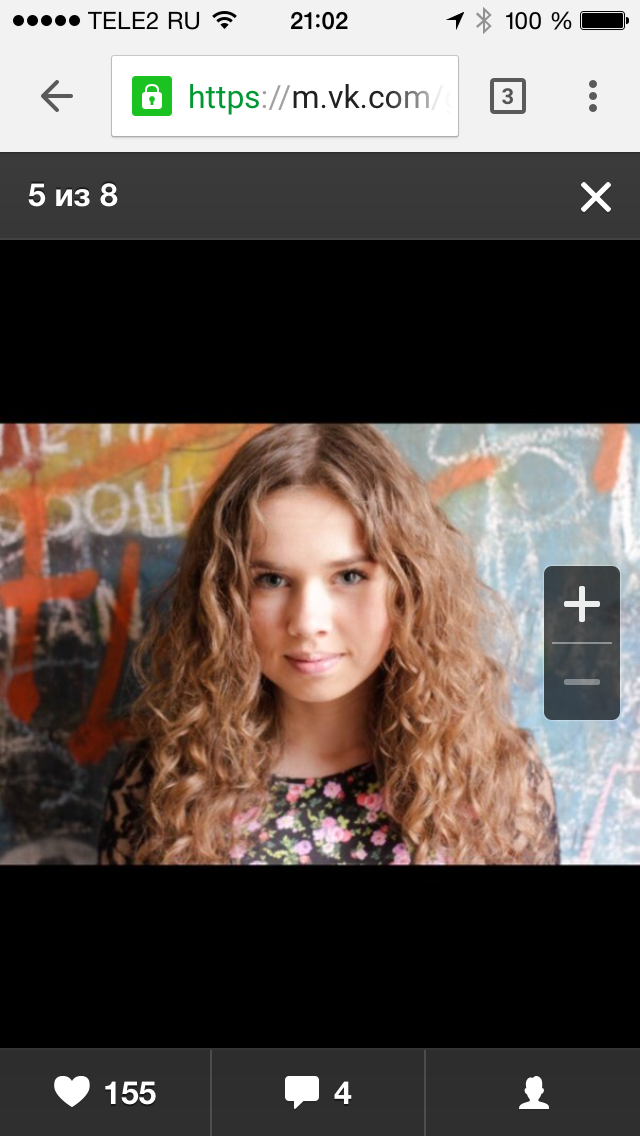 TELE2 RU 21:02 100 %
https://m.vk.com/
3
5 из 8
155 4